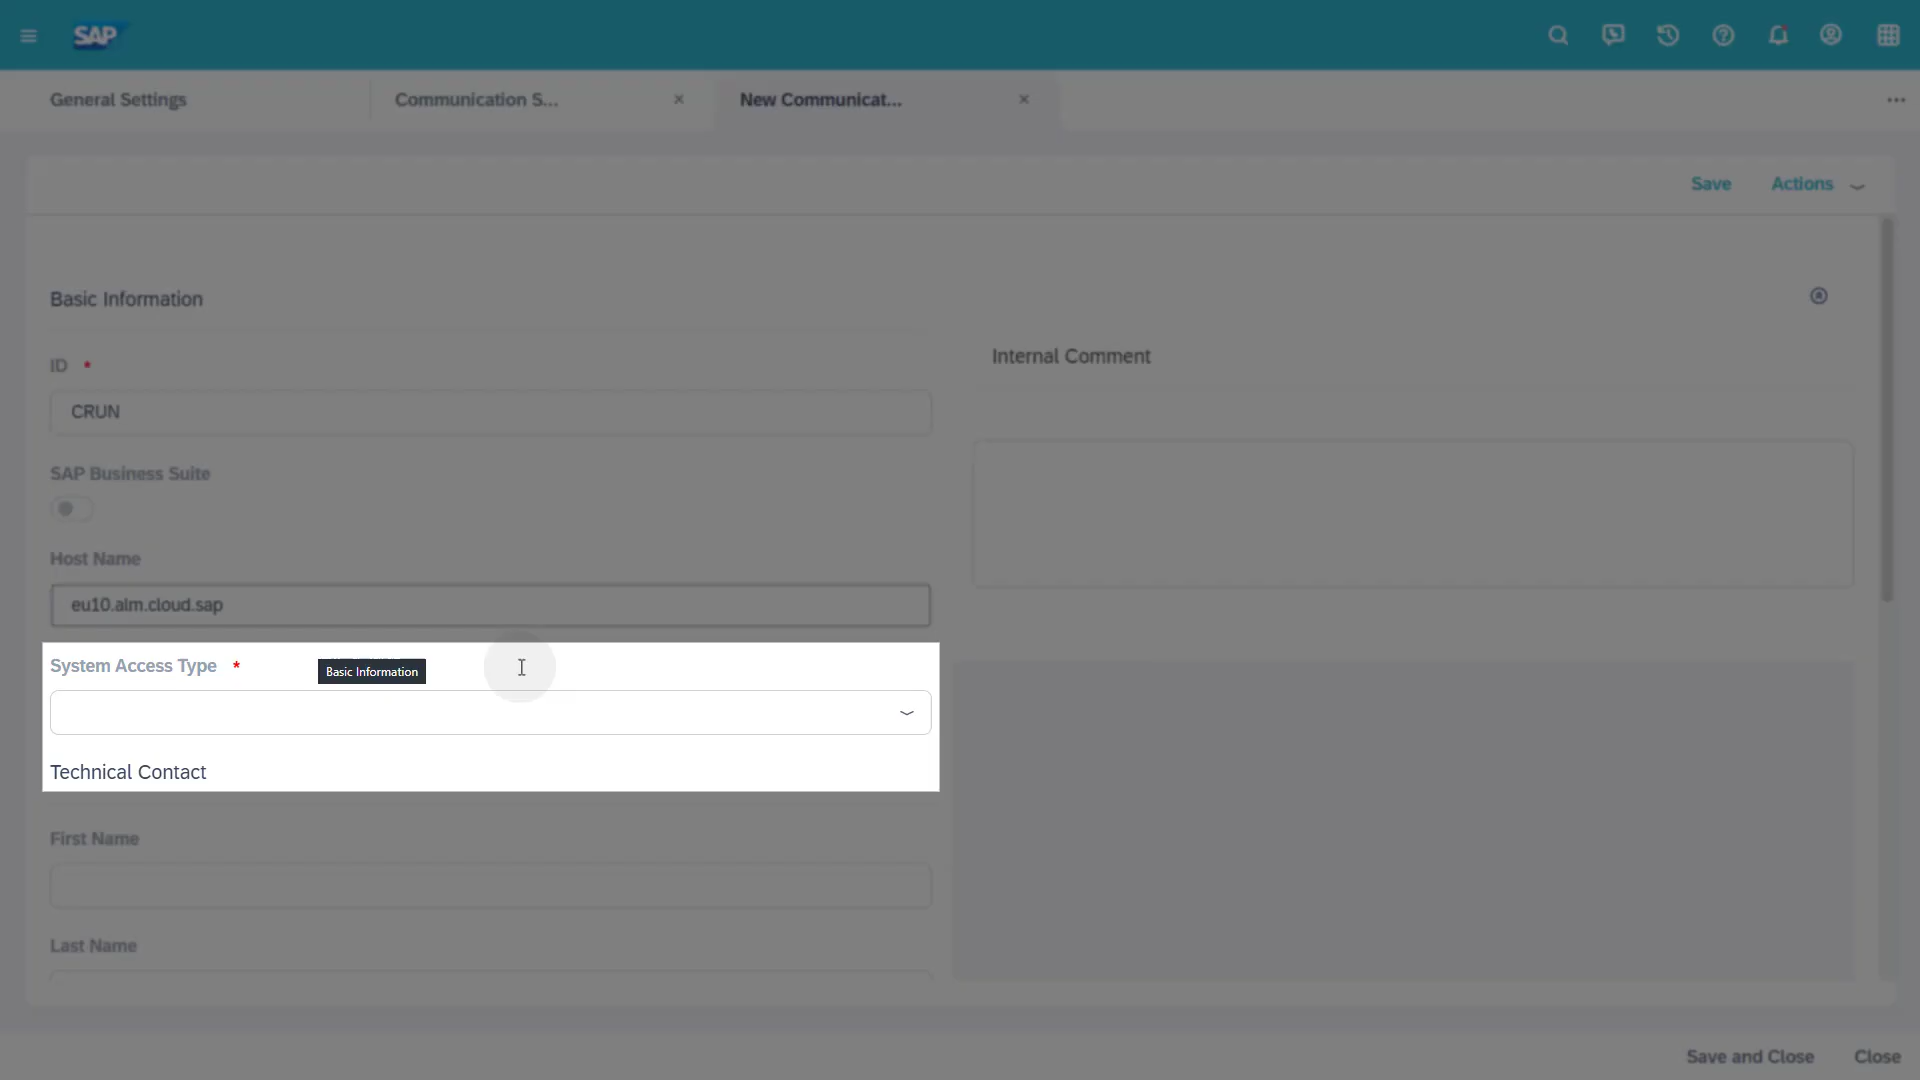 SAP
General Settings
Communication S...
New Communicat...
Save
Actions
Basic Information
ID *
Internal Comment
CRUN
SAP Business Suite
Host Name
eu10.alm.cloud.sap
System Access Type *
Basic Information
Technical Contact
First Name
Last Name
Save and Close
Close